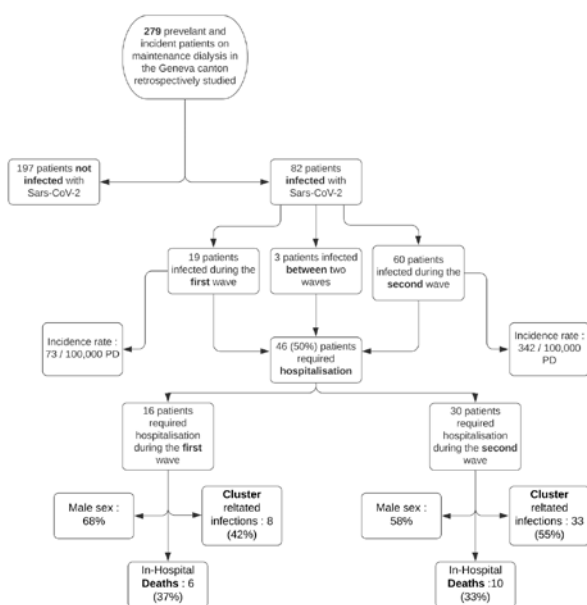 279 prevelant and
incident patients on
maintenance dialysis in
the Geneva canton
retrospectively studied
197 patients not
infected with
Sars-CoV-2
82 patients
infected with
Sars-CoV-2
19 patients
infected during the
first wave
3 patients infected
between two
waves
60 patients
infected during the
second wave
Incidence rate :
73 / 100,000 PD
46 (50%) patients
required
hospitalisation
Incidence rate :
342 / 100,000
PD
16 patients
required
hospitalisation
during the first
wave
30 patients
required
hospitalisation
during the second
wave
Male sex :
68%
Cluster
reltated
infections : 8
(42%)
Male sex :
58%
Cluster
reltated
infections : 33
(55%)
In-Hospital
Deaths : 6
(37%)
In-Hospital
Deaths :10
(33%)